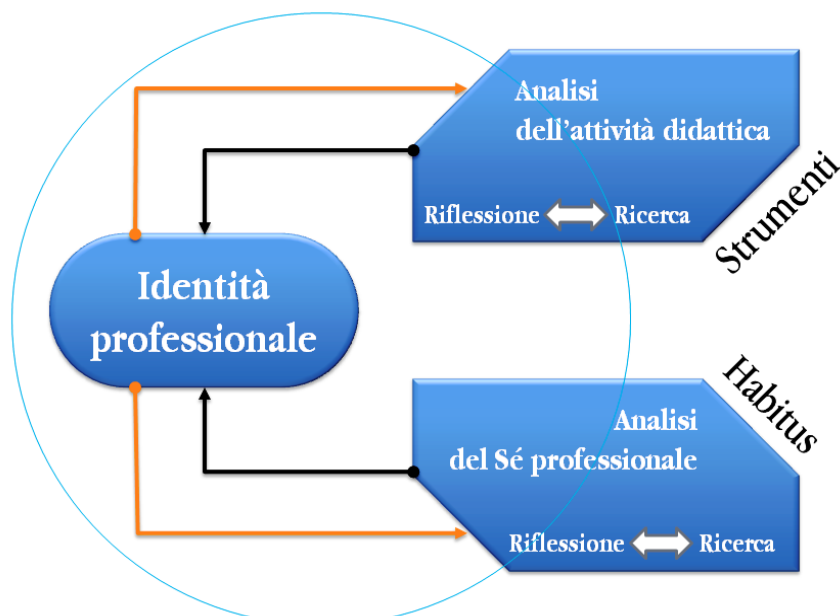 Analisi
dell'attività didattica
Riflessione Ricerca
Strumenti
Identità
professionale
Habitus
Analisi
del Sé professionale
Riflessione Ricerca